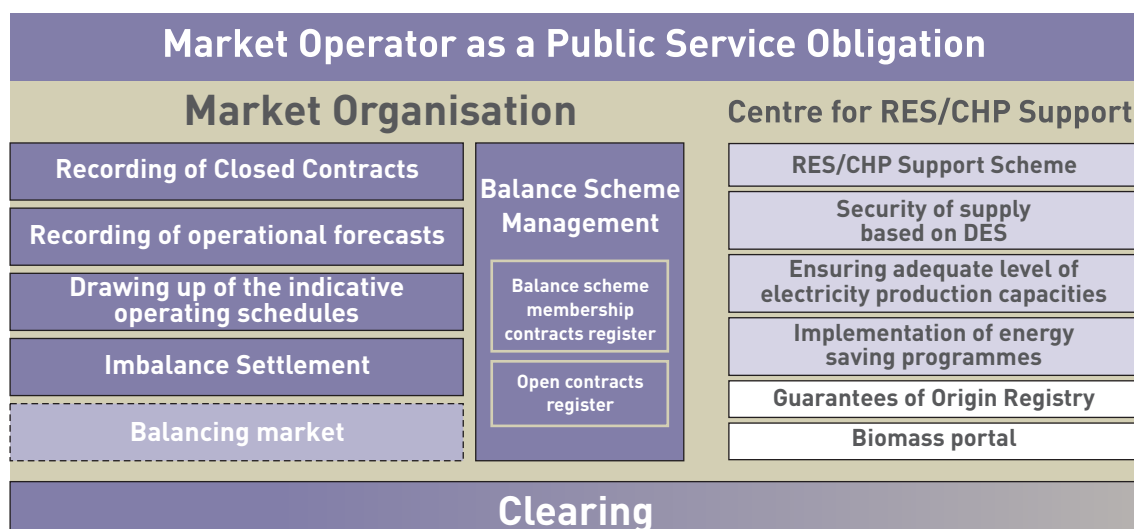 Market Operator as a Public Service Obligation
Market Organisation
Recording of Closed Contracts
Recording of operational forecasts
Drawing up of the indicative
operating schedules
Imbalance Settlement
Balancing market
Balance Scheme
Management
Balance scheme
membership
contracts register
Open contracts
register
Centre for RES/CHP Support
RES/CHP Support Scheme
Security of supply
based on DES
Ensuring adequate level of
electricity production capacities
Implementation of energy
saving programmes
Guarantees of Origin Registry
Biomass portal
Clearing